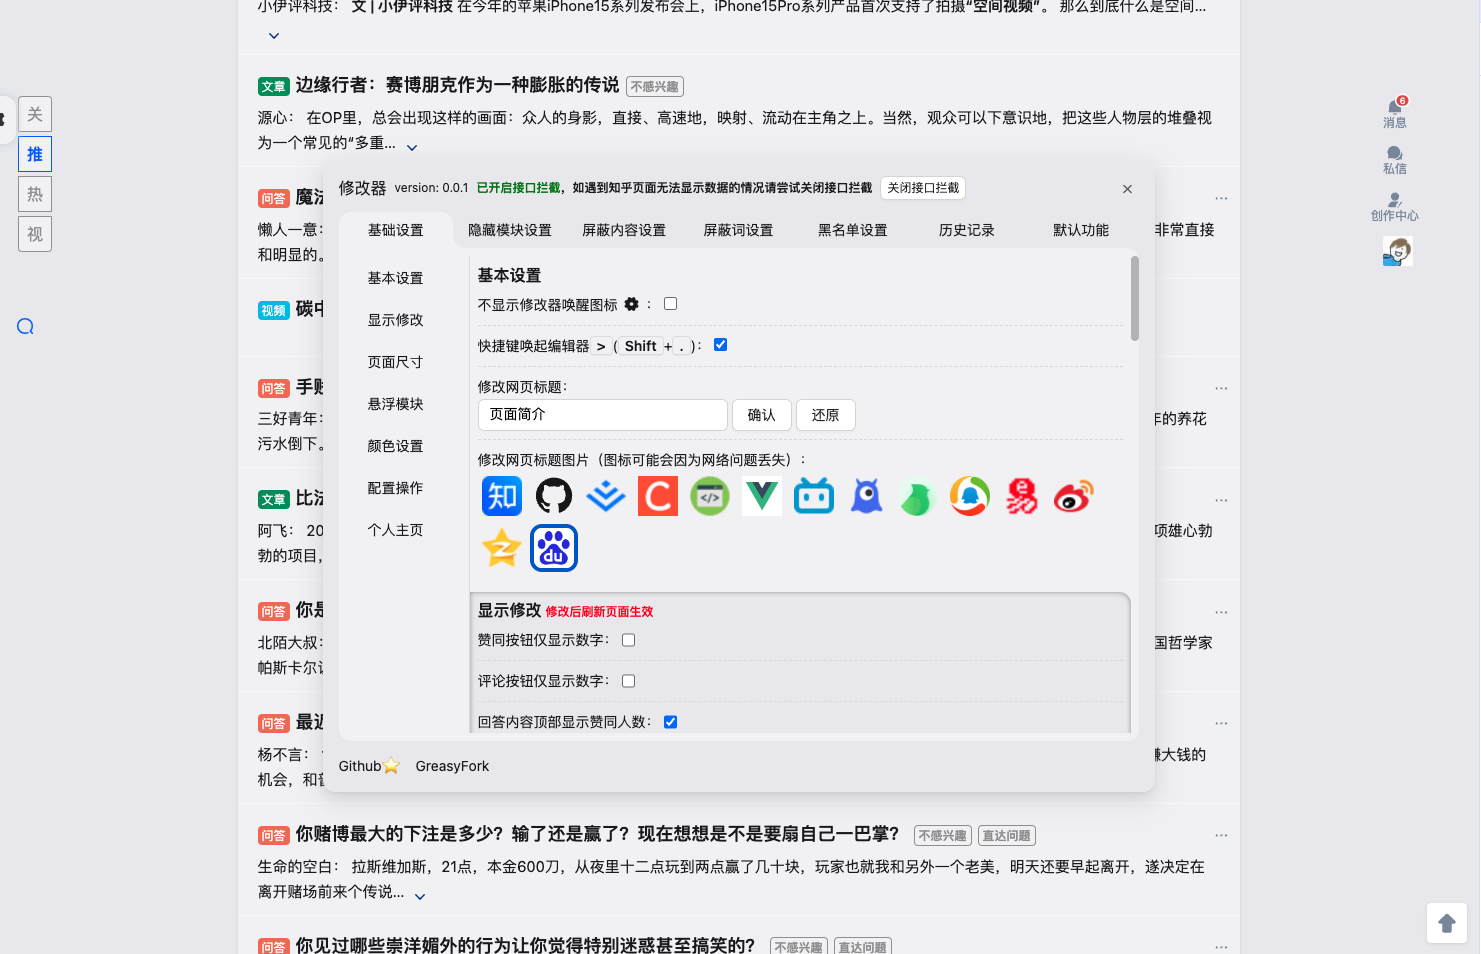 小伊评科技： 文 | 小伊评科技 在今年的苹果iPhone15系列发布会上，iPhone15Pro系列产品首次支持了拍摄“空间视频”。 那么到底什么是空间...
文章 边缘行者：赛博朋克作为一种膨胀的传说 不感兴趣
源心： 在OP里，总会出现这样的画面：众人的身影，直接、高速地，映射、流动在主角之上。当然，观众可以下意识地，把这些人物层的堆叠视
为一个常见的“多重...
关
推
热
视
6
消息
私信
创作中心
问答 魔法
懒人一意：
非常直接
和明显的。
视频 碳中
问答 手贱
三好青年：
年的养花
污水倒下。
文章 比法
阿飞： 20
项雄心勃
勃的项目，
问答 你是
北陌大叔：
国哲学家
帕斯卡尔
问答 最近
杨不言：
赚大钱的
机会，和
修改器 version: 0.0.1 已开启接口拦截，如遇到知乎页面无法显示数据的情况请尝试关闭接口拦截 关闭接口拦截
基础设置 隐藏模块设置 屏蔽内容设置 屏蔽词设置 黑名单设置 历史记录 默认功能
基本设置
显示修改
页面尺寸
悬浮模块
颜色设置
配置操作
个人主页
基本设置
不显示修改器唤醒图标 ：
快捷键唤起编辑器 > ( Shift + . )：
修改网页标题：
页面简介 确认 还原
修改网页标题图片（图标可能会因为网络问题丢失）：
知
du
显示修改 修改后刷新页面生效
赞同按钮仅显示数字：
评论按钮仅显示数字：
回答内容顶部显示赞同人数：
Github⭐ GreasyFork
问答 你赌博最大的下注是多少？输了还是赢了？现在想想是不是要扇自己一巴掌？ 不感兴趣 直达问题
生命的空白： 拉斯维加斯，21点，本金600刀，从夜里十二点玩到两点赢了几十块，玩家也就我和另外一个老美，明天还要早起离开，遂决定在
离开赌场前来个传说...
问答 你见过哪些崇洋媚外的行为让你觉得特别迷惑甚至搞笑的？ 不感兴趣 直达问题